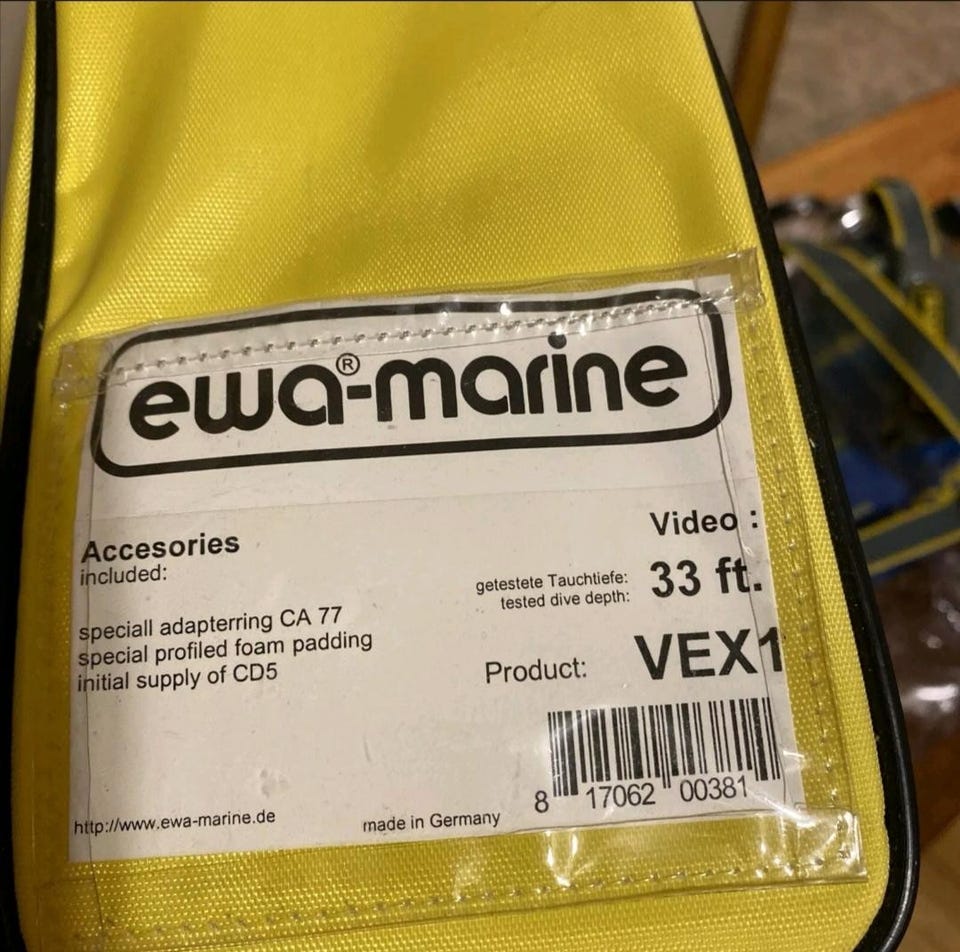 ewa®-marine
Accesories
included:
speciall adapterring CA 77
special profiled foam padding
initial supply of CD5
Video :
getestete Tauchtiefe:
tested dive depth:
33 ft.
Product: VEX1
8 17062 00381
http://www.ewa-marine.de
made in Germany